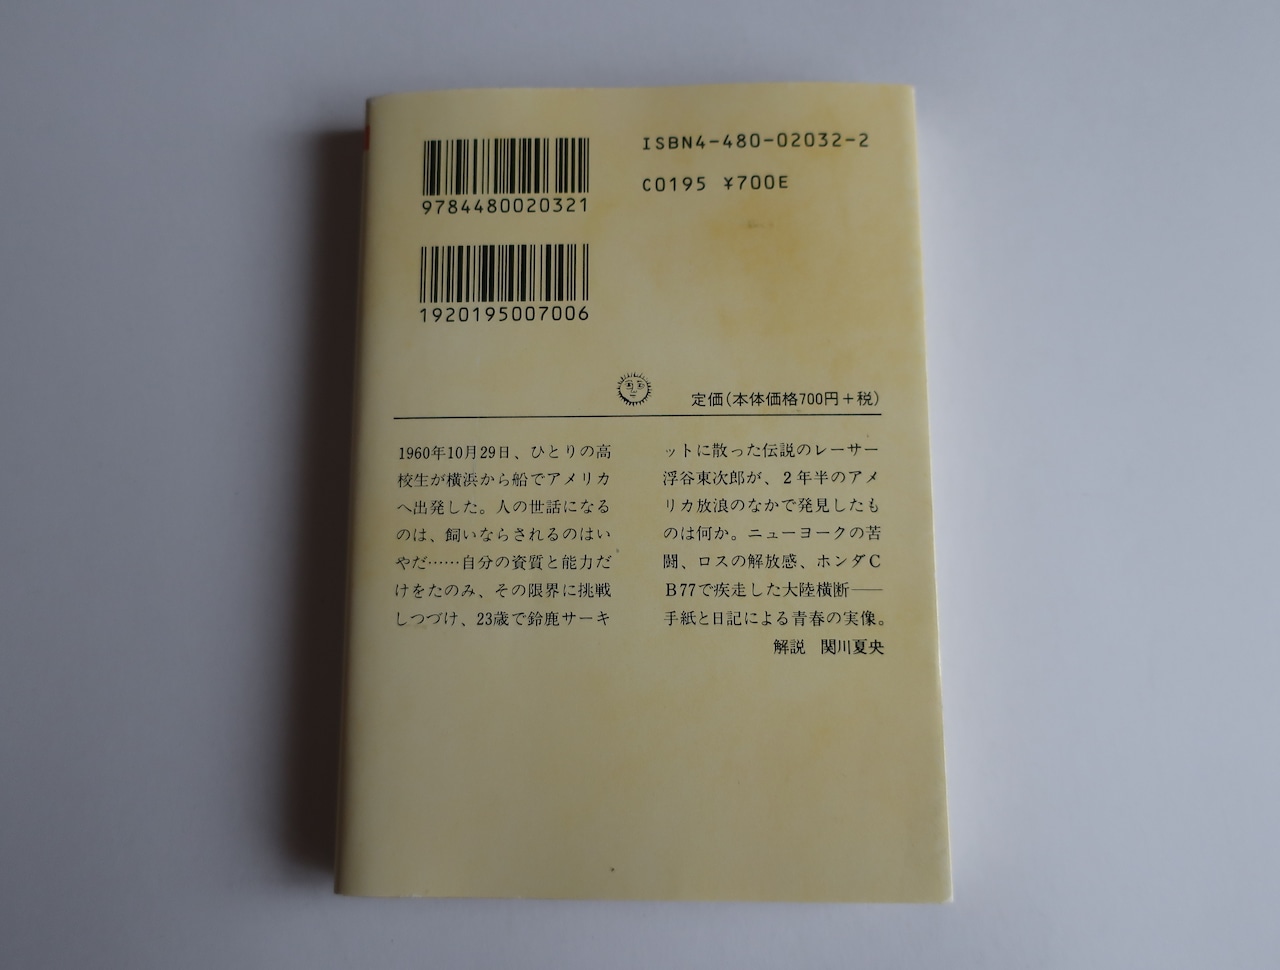 ISBN4-480-02032-2
C0195 ¥700E
9784480020321
1920195007006
定価(本体価格700円+税)
1960年10月29日、ひとりの高
校生が横浜から船でアメリカ
へ出発した。人の世話になる
のは、飼いならされるのはい
やだ……自分の資質と能力だ
けをたのみ、その限界に挑戦
しつづけ、23歳で鈴鹿サーキ
ットに散った伝説のレーサー
浮谷東次郎が、2年半のアメ
リカ放浪のなかで発見したも
のは何か。ニューヨークの苦
闘、ロスの解放感、ホンダC
B77で疾走した大陸横断──
手紙と日記による青春の実像。
解説 関川夏央